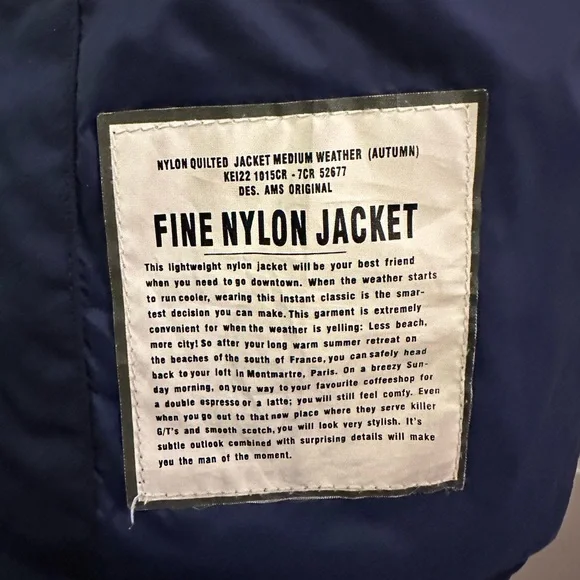 NYLON QUILTED JACKET MEDIUM WEATHER (AUTUMN)
KEI22 1015CR - 7CR 52677
DES. AMS ORIGINAL
FINE NYLON JACKET
This lightweight nylon jacket will be your best friend
when you need to go downtown. When the weather starts
to run cooler, wearing this instant classic is the smar-
test decision you can make. This garment is extremely
convenient for when the weather is yelling: Less beach,
more city! So after your long warm summer retreat on
the beaches of the south of France, you can safely head
back to your loft in Montmartre, Paris. On a breezy Sun-
day morning, on your way to your favourite coffeeshop for
a double espresso or a latte; you will still feel comfy. Even
when you go out to that new place where they serve killer
G/T's and smooth scotch, you will look very stylish. It's
subtle outlook combined with surprising details will make
you the man of the moment.